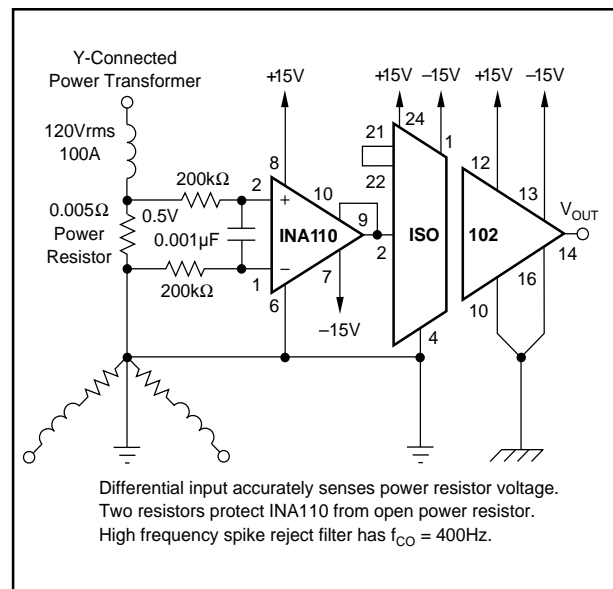 Y-Connected
Power Transformer
120Vrms
100A
0.005Ω
Power
Resistor
0.5V
200kΩ
0.001µF
200kΩ
+15V
8
2
+
10
9
INA110
–
1
7
6
–15V
+15V
–15V
24
21
1
22
2
ISO
4
+15V
–15V
12
13
102
V_OUT
14
16
10
Differential input accurately senses power resistor voltage.
Two resistors protect INA110 from open power resistor.
High frequency spike reject filter has f_CO = 400Hz.